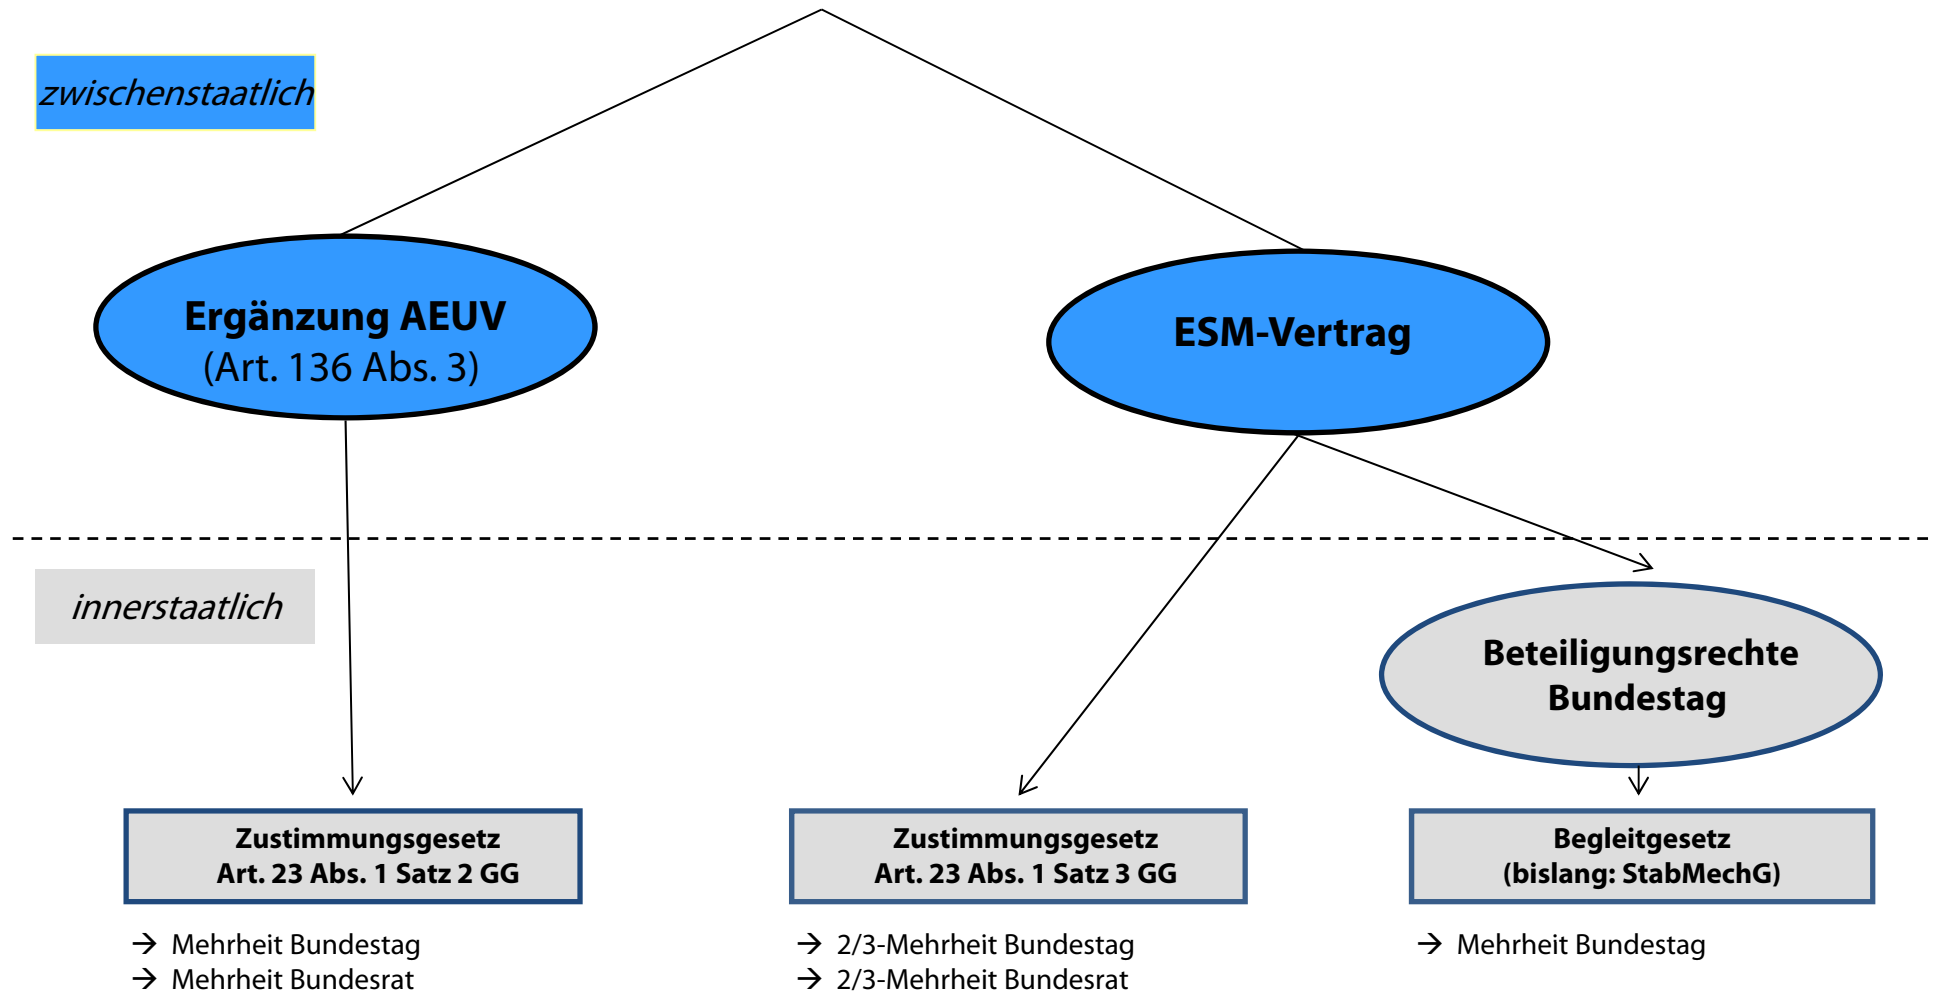 zwischenstaatlich
Ergänzung AEUV
(Art. 136 Abs. 3)
ESM-Vertrag
innerstaatlich
Beteiligungsrechte
Bundestag
Zustimmungsgesetz
Art. 23 Abs. 1 Satz 2 GG
→ Mehrheit Bundestag
→ Mehrheit Bundesrat
Zustimmungsgesetz
Art. 23 Abs. 1 Satz 3 GG
→ 2/3-Mehrheit Bundestag
→ 2/3-Mehrheit Bundesrat
Begleitgesetz
(bislang: StabMechG)
→ Mehrheit Bundestag